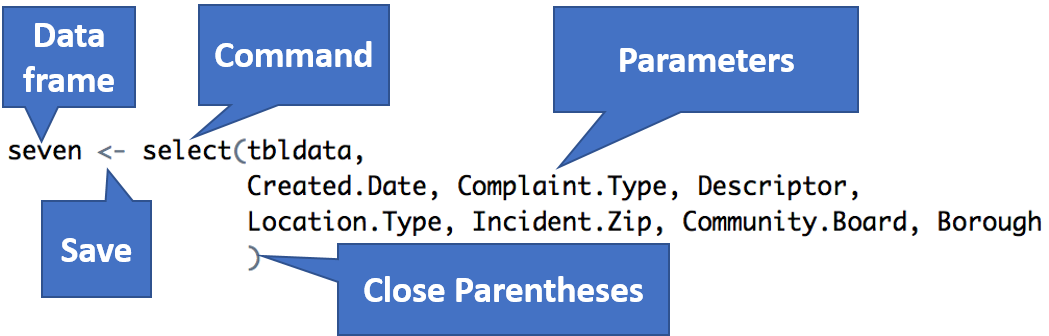 Data
frame
Command
Parameters
seven <- select(tbldata,
Created.Date, Complaint.Type, Descriptor,
Location.Type, Incident.Zip, Community.Board, Borough
)
Save
Close Parentheses